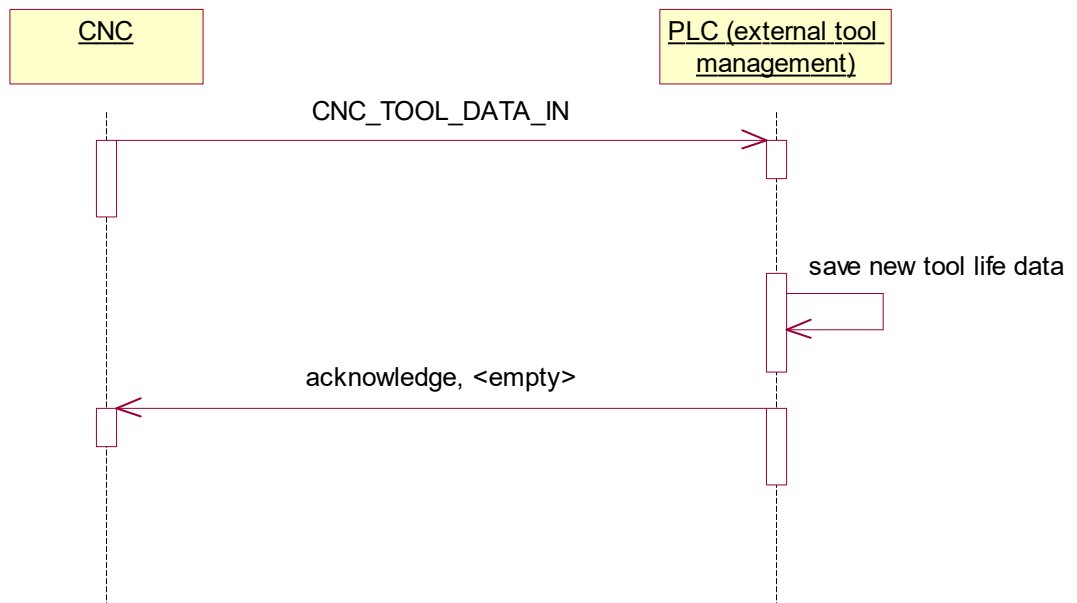 CNC
PLC (external tool
management)
CNC_TOOL_DATA_IN
save new tool life data
acknowledge, <empty>